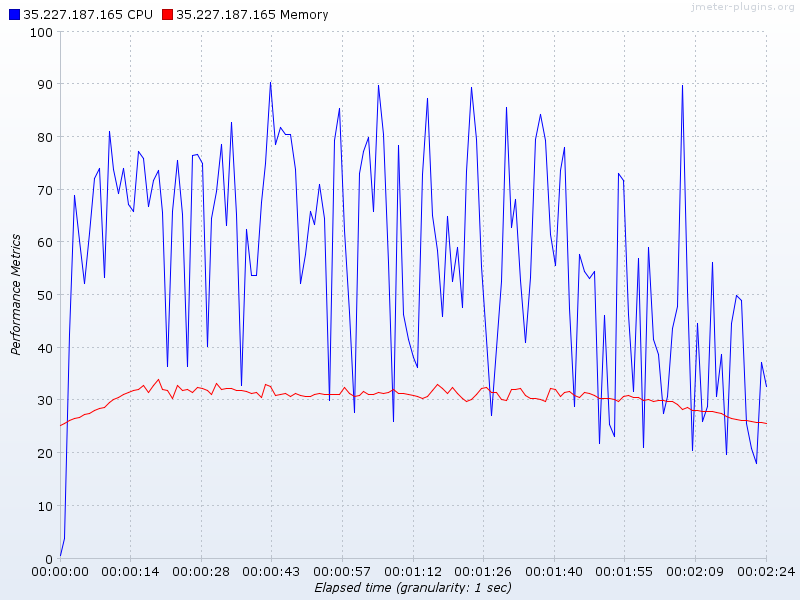 jmeter-plugins.org
35.227.187.165 CPU 35.227.187.165 Memory
100
90
80
70
60
50
40
30
20
10
0
Performance Metrics
00:00:00 00:00:14 00:00:28 00:00:43 00:00:57 00:01:12 00:01:26 00:01:40 00:01:55 00:02:09 00:02:24
Elapsed time (granularity: 1 sec)